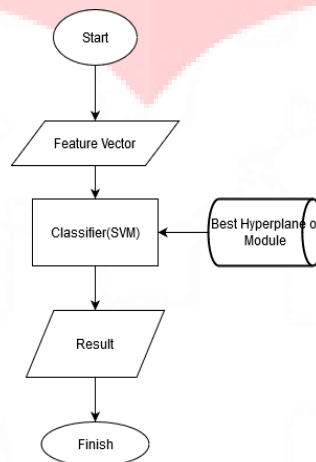 Start
Feature Vector
Classifier(SVM)
Best Hyperplane o
Module
Result
Finish